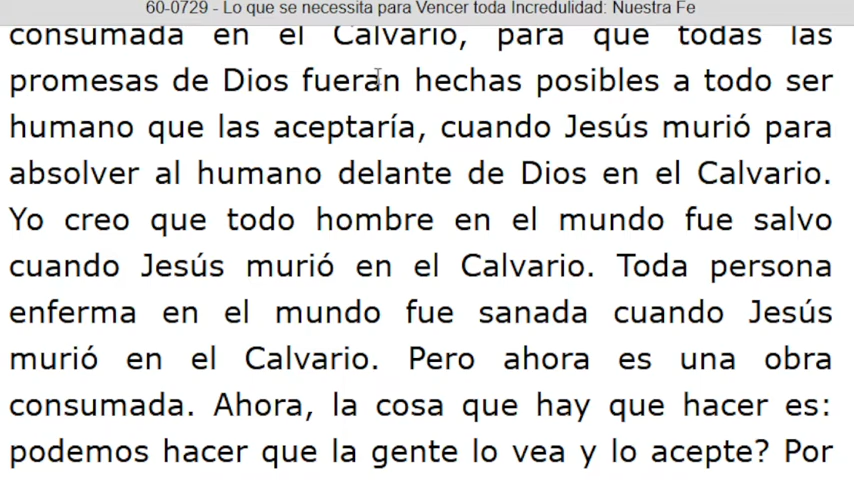 60-0729 - Lo que se necessita para Vencer toda Incredulidad: Nuestra Fe
consumada en el Calvario, para que todas las
promesas de Dios fueran hechas posibles a todo ser
humano que las aceptaría, cuando Jesús murió para
absolver al humano delante de Dios en el Calvario.
Yo creo que todo hombre en el mundo fue salvo
cuando Jesús murió en el Calvario. Toda persona
enferma en el mundo fue sanada cuando Jesús
murió en el Calvario. Pero ahora es una obra
consumada. Ahora, la cosa que hay que hacer es:
podemos hacer que la gente lo vea y lo acepte? Por